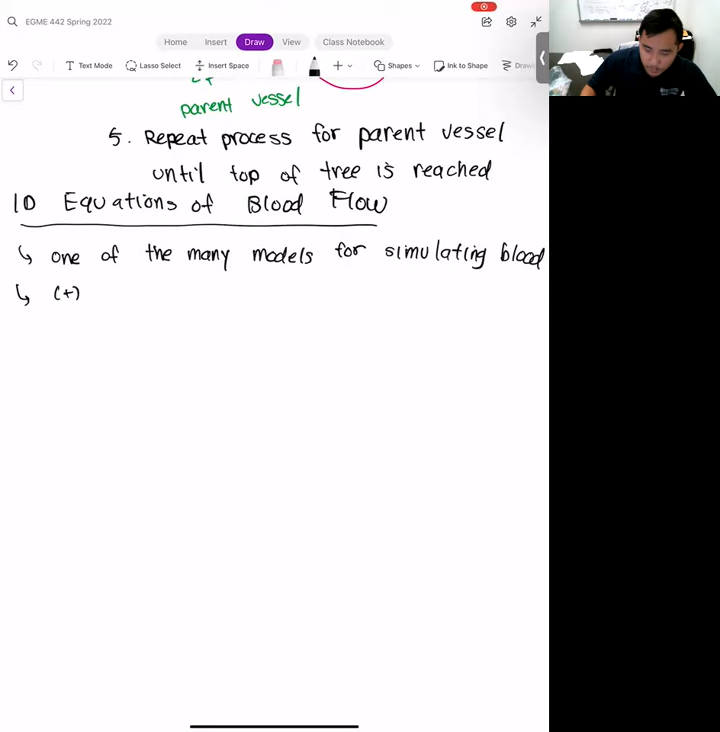 EGME 442 Spring 2022
Home Insert Draw View Class Notebook
Text Mode Lasso Select Insert Space Shapes Ink to Shape Draw
parent vessel
5. Repeat process for parent vessel
until top of tree is reached
1D Equations of Blood Flow
↳ one of the many models for simulating blood
↳ (+)